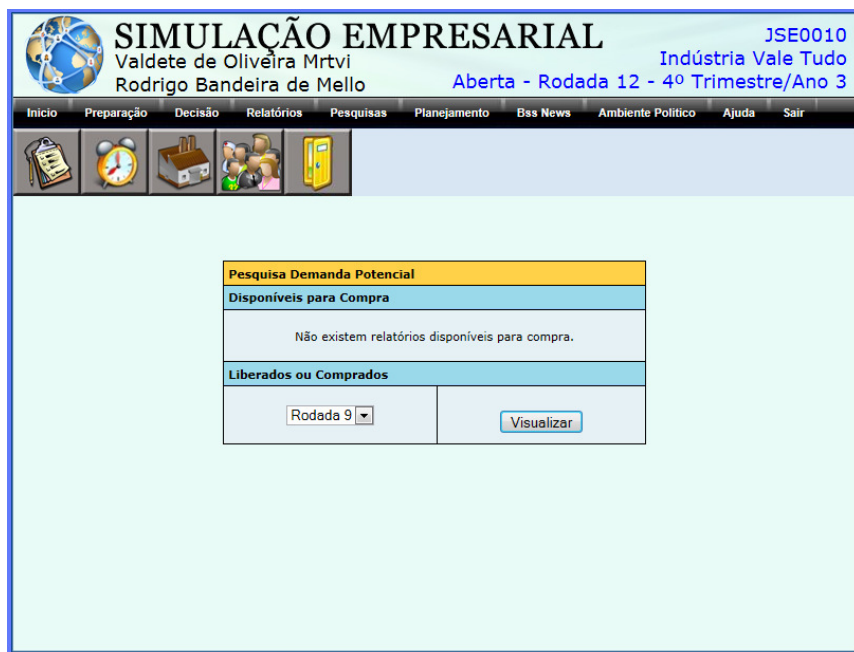 SIMULAÇÃO EMPRESARIAL
Valdete de Oliveira Mrtvi
Rodrigo Bandeira de Mello
JSE0010
Indústria Vale Tudo
Aberta - Rodada 12 - 4º Trimestre/Ano 3
Inicio Preparação Decisão Relatórios Pesquisas Planejamento Bss News Ambiente Político Ajuda Sair
Pesquisa Demanda Potencial
Disponíveis para Compra
Não existem relatórios disponíveis para compra.
Liberados ou Comprados
Rodada 9 Visualizar